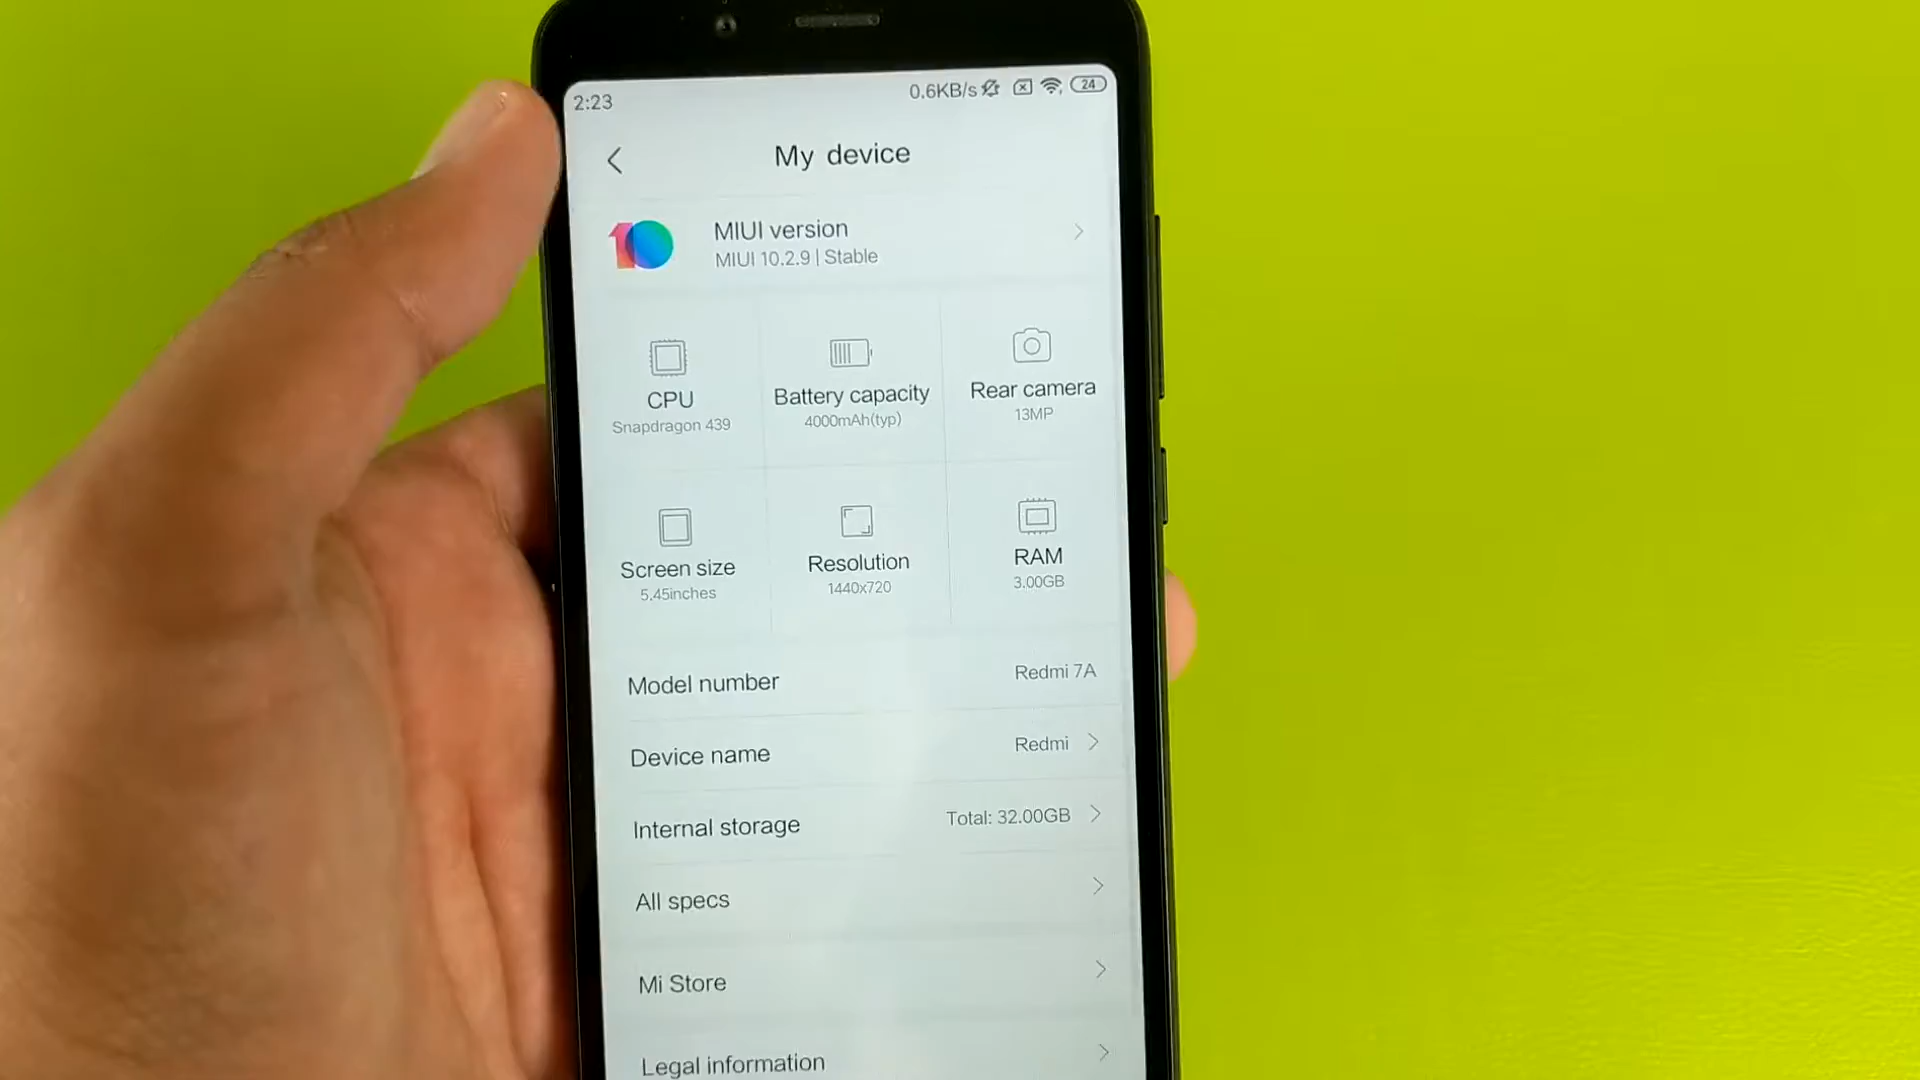 2:23
0.6KB/s
24
My device
10
MIUI version
MIUI 10.2.9 | Stable
CPU
Snapdragon 439
Battery capacity
4000mAh(typ)
Rear camera
13MP
Screen size
5.45inches
Resolution
1440x720
RAM
3.00GB
Model number
Redmi 7A
Device name
Redmi
Internal storage
Total: 32.00GB
All specs
Mi Store
Legal information